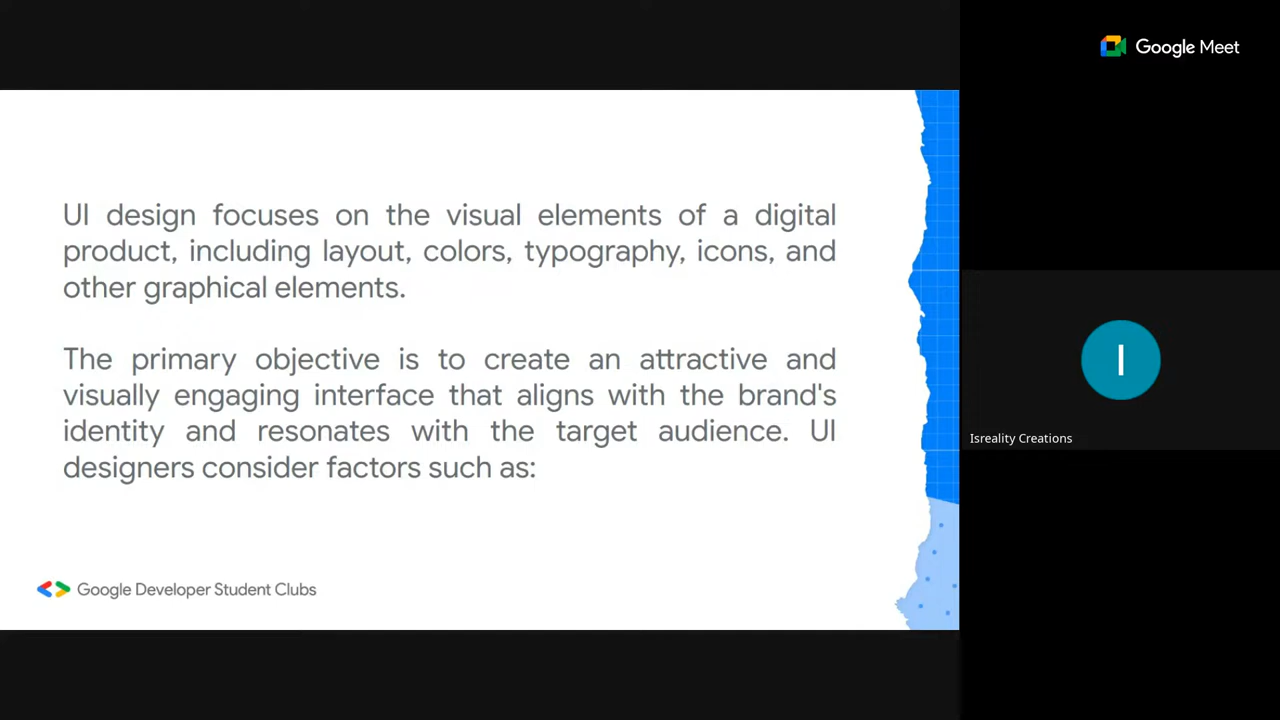 Google Meet
UI design focuses on the visual elements of a digital
product, including layout, colors, typography, icons, and
other graphical elements.
The primary objective is to create an attractive and
visually engaging interface that aligns with the brand's
identity and resonates with the target audience. UI
designers consider factors such as:
Google Developer Student Clubs
I
Isreality Creations